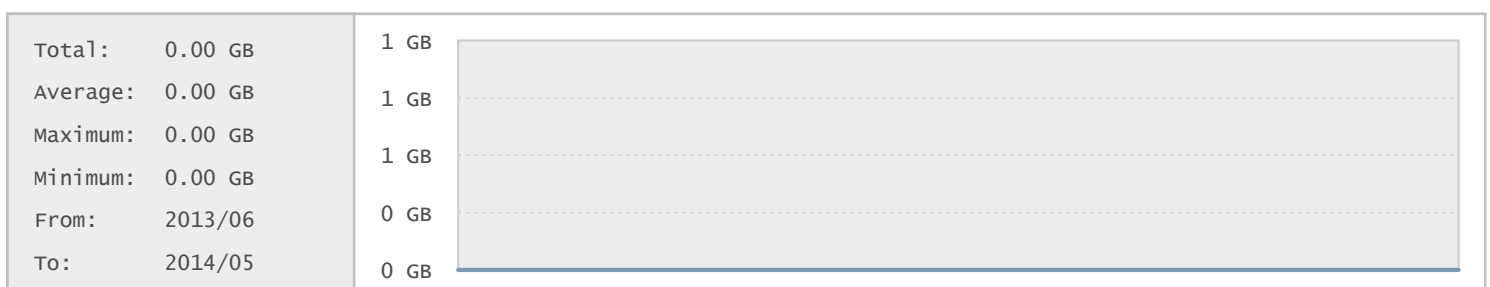 Total: 0.00 GB
Average: 0.00 GB
Maximum: 0.00 GB
Minimum: 0.00 GB
From: 2013/06
To: 2014/05
1 GB
1 GB
1 GB
0 GB
0 GB